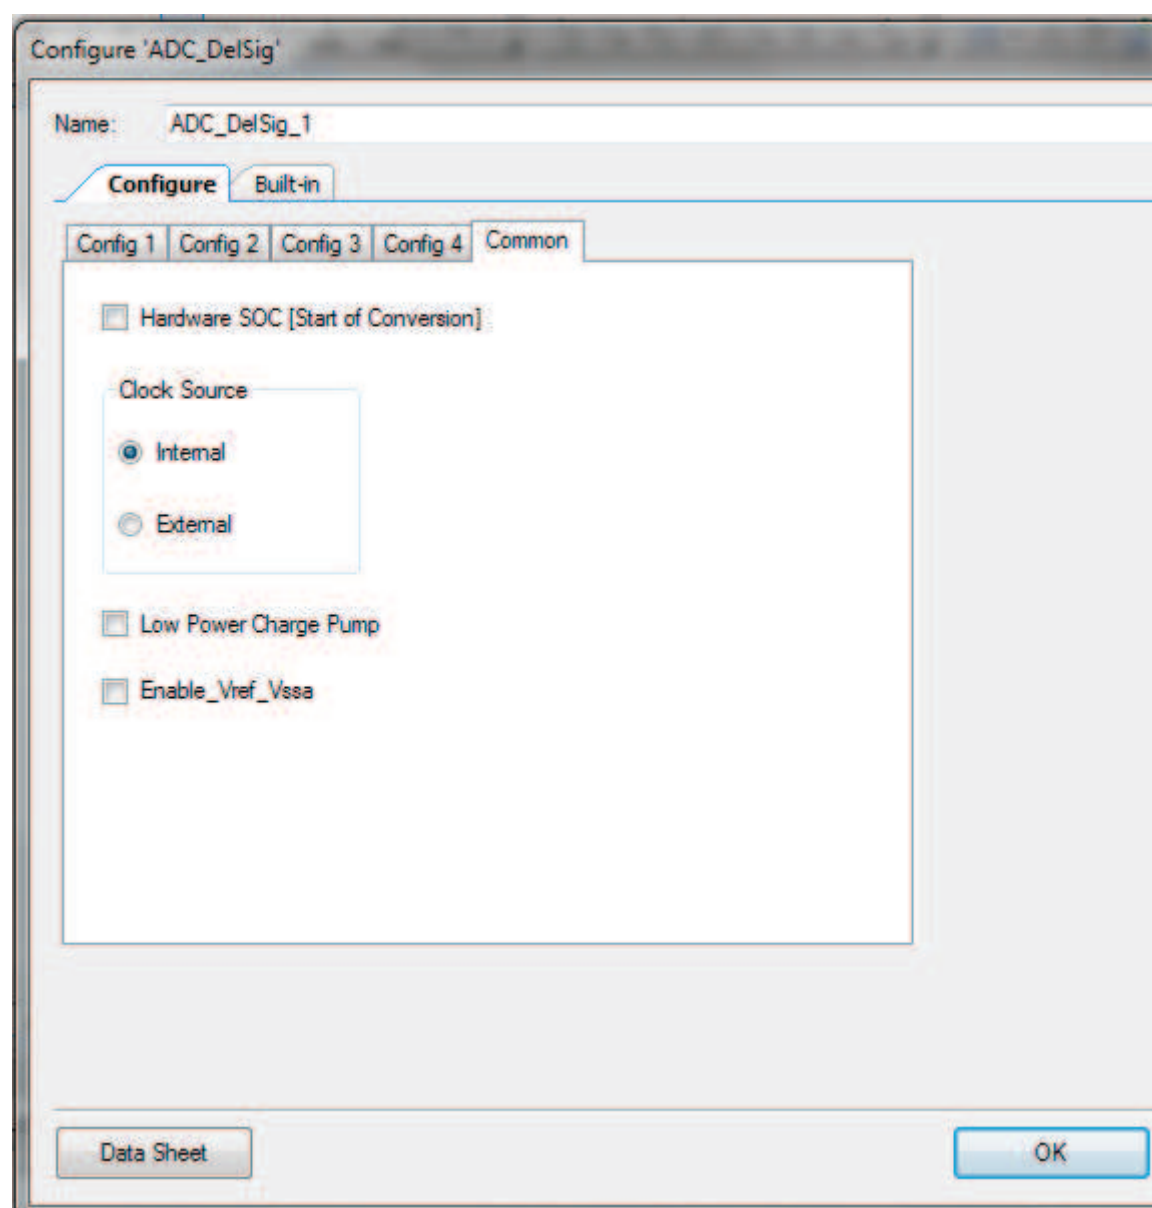 Configure 'ADC_DelSig'
Name: ADC_DelSig_1
Configure Built-in
Config 1 Config 2 Config 3 Config 4 Common
Hardware SOC [Start of Conversion]
Clock Source
Internal
External
Low Power Charge Pump
Enable_Vref_Vssa
Data Sheet OK